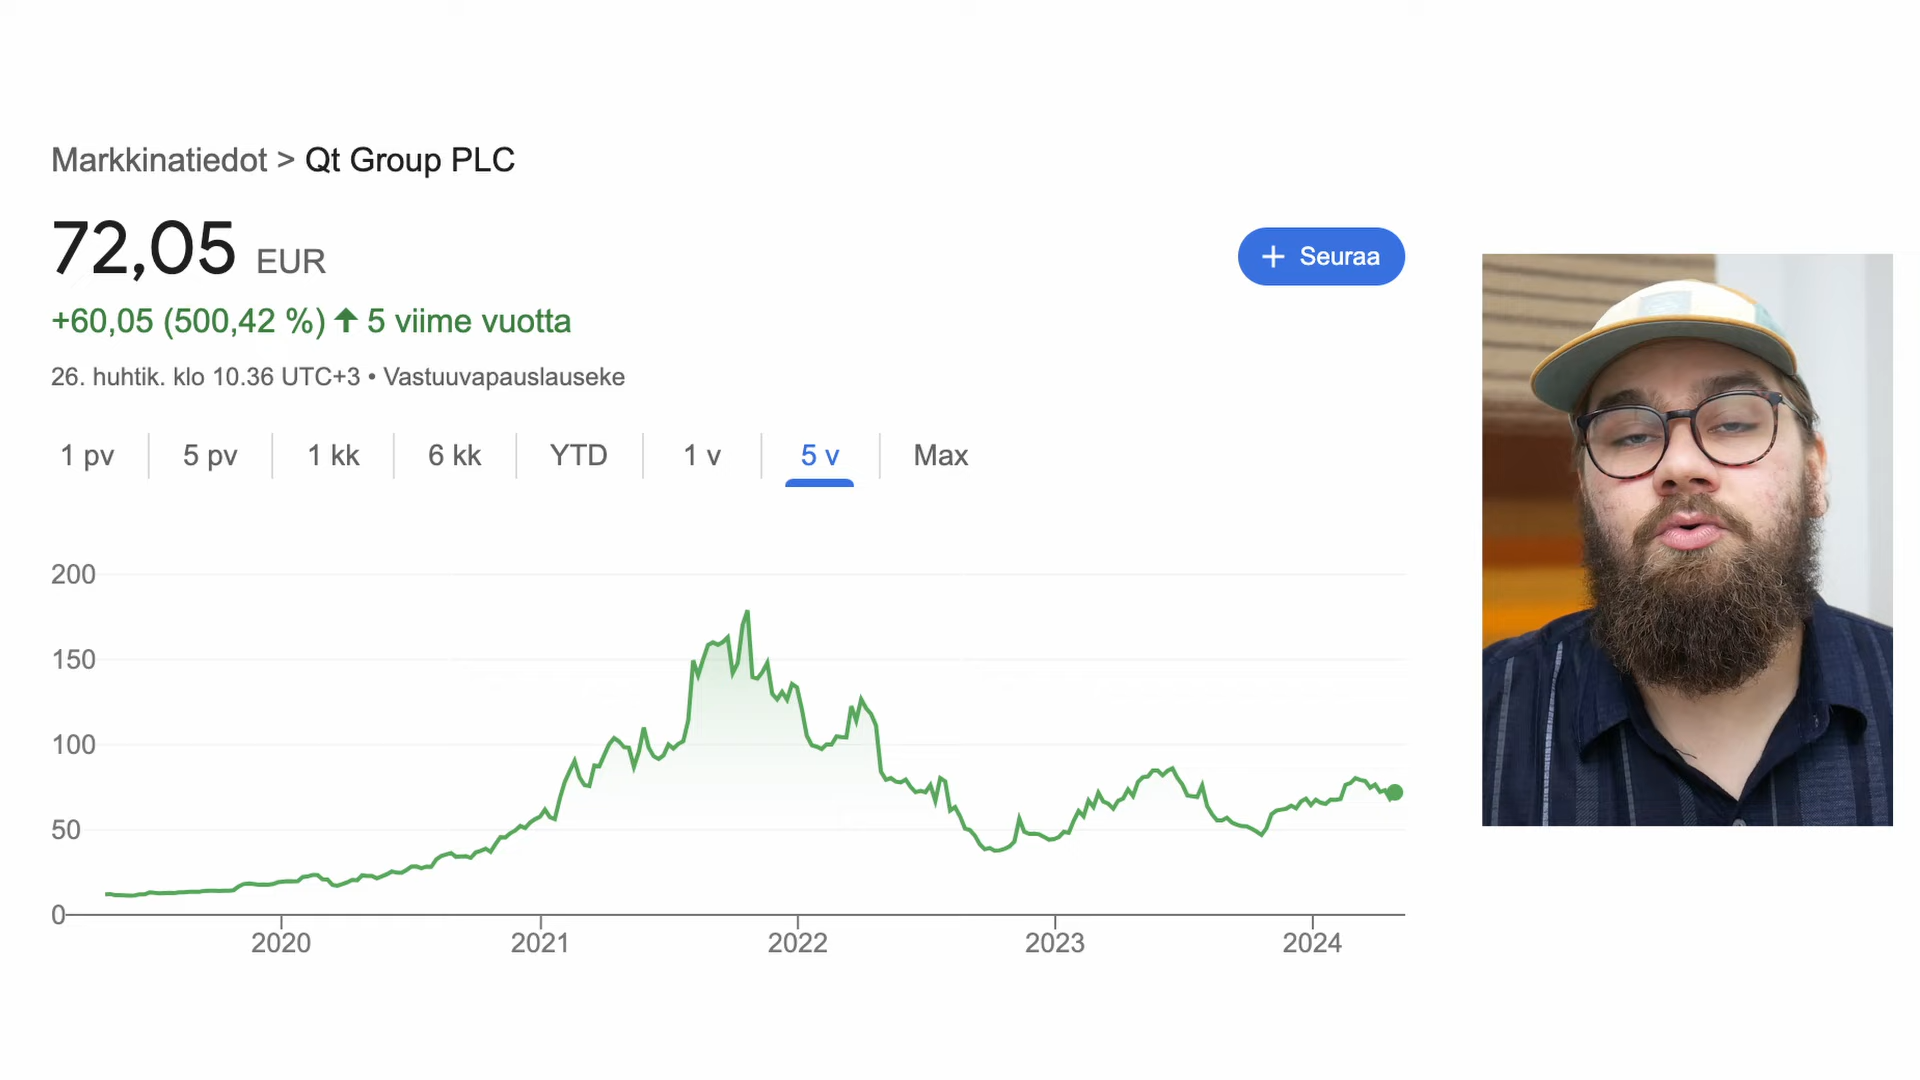 Markkinatiedot > Qt Group PLC
72,05 EUR
+ Seuraa
+60,05 (500,42 %) ↑ 5 viime vuotta
26. huhtik. klo 10.36 UTC+3 • Vastuuvapauslauseke
1 pv 5 pv 1 kk 6 kk YTD 1 v 5 v Max
200
150
100
50
0
2020 2021 2022 2023 2024